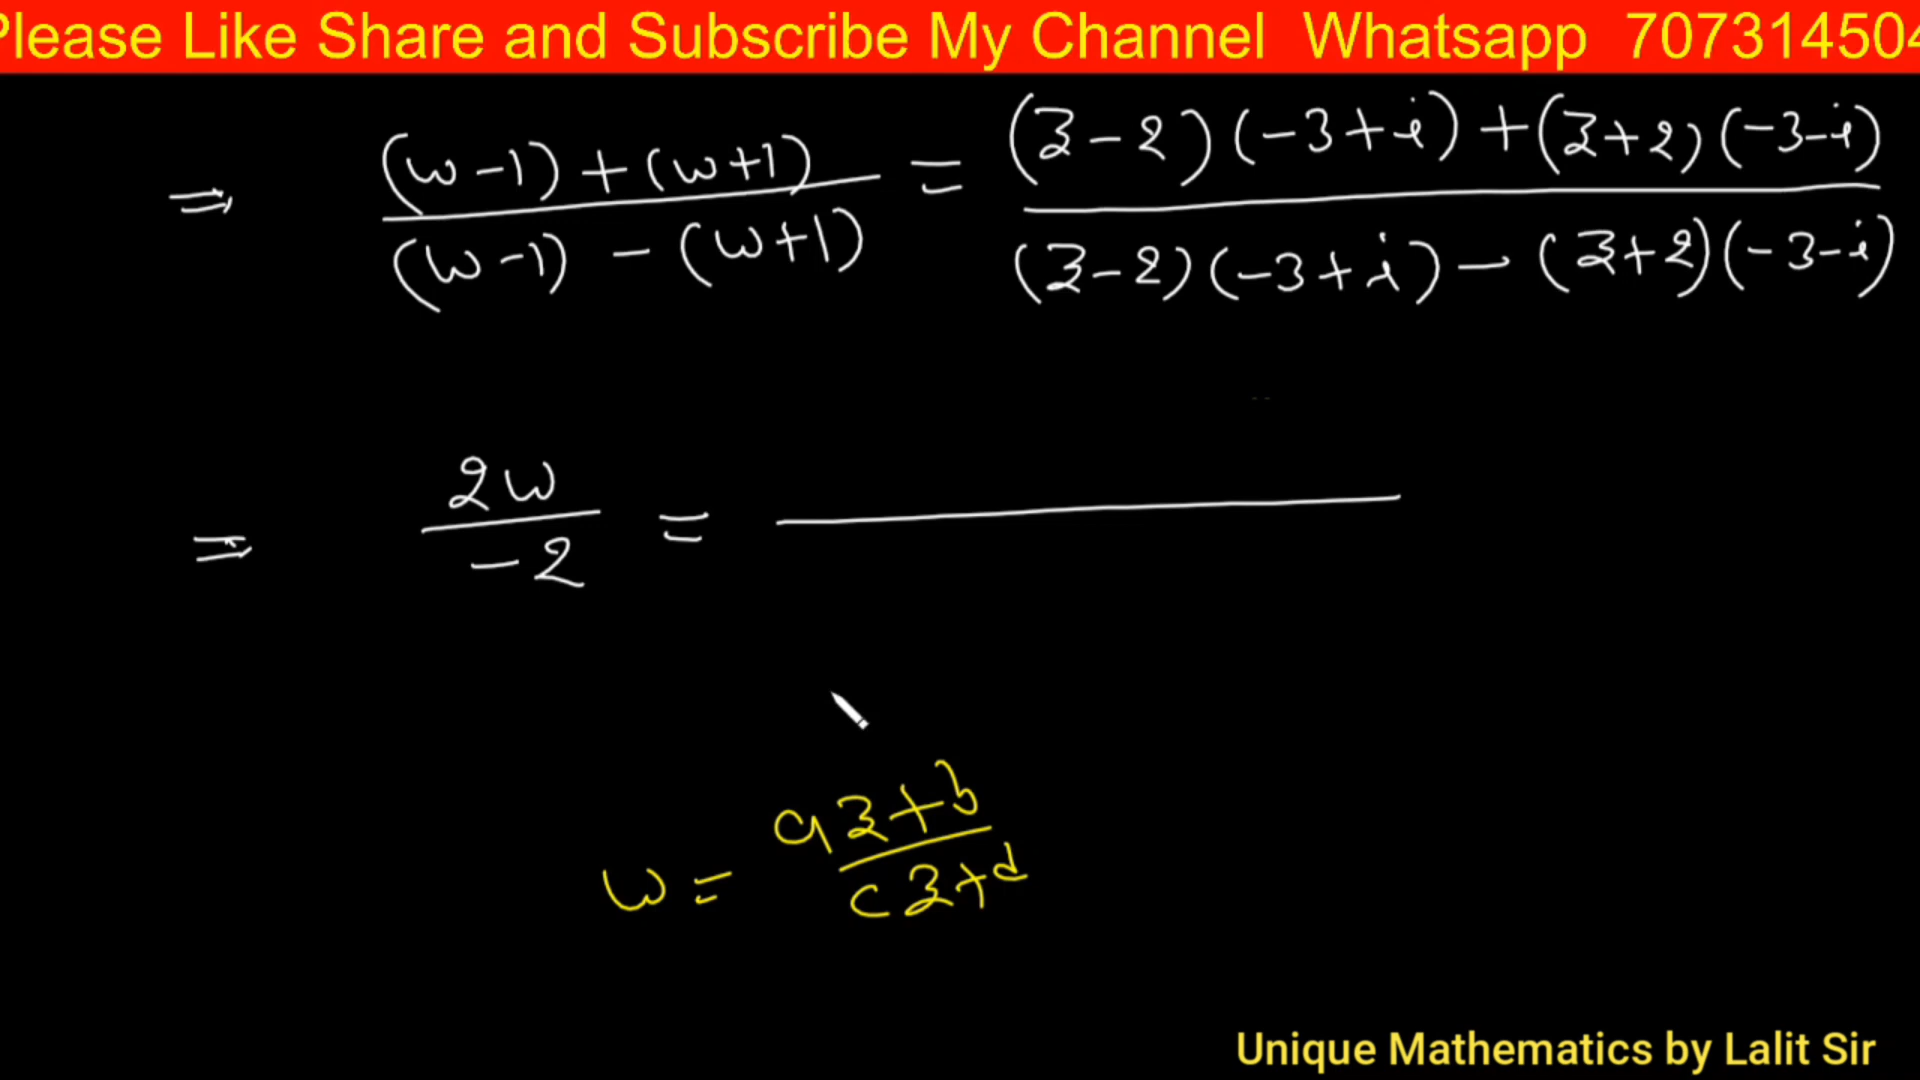 Please Like Share and Subscribe My Channel Whatsapp 707314504
⇒ (w-1)+(w+1) / (w-1)-(w+1) = (z-2)(-3+i)+(z+2)(-3-i) / (z-2)(-3+i)-(z+2)(-3-i)
⇒ 2w / -2 =
w = az+b / cz+d
Unique Mathematics by Lalit Sir